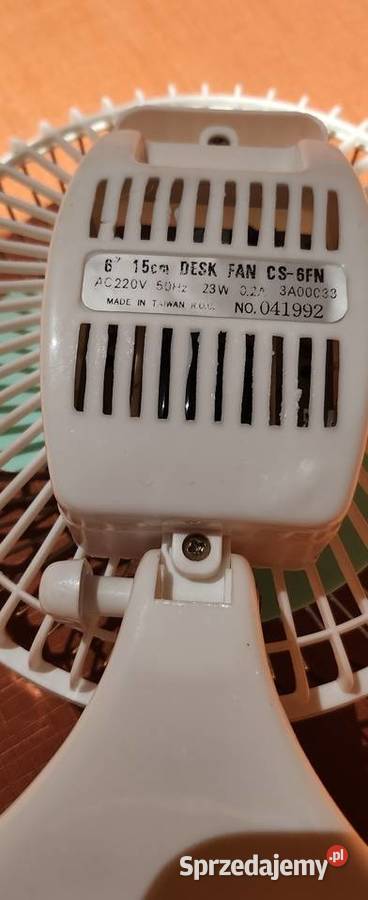 6" 15cm DESK FAN CS-6FN
AC220V 50Hz 23W 0.2A 3A00033
MADE IN TAIWAN R.O.C. NO.041992
Sprzedajemy.pl